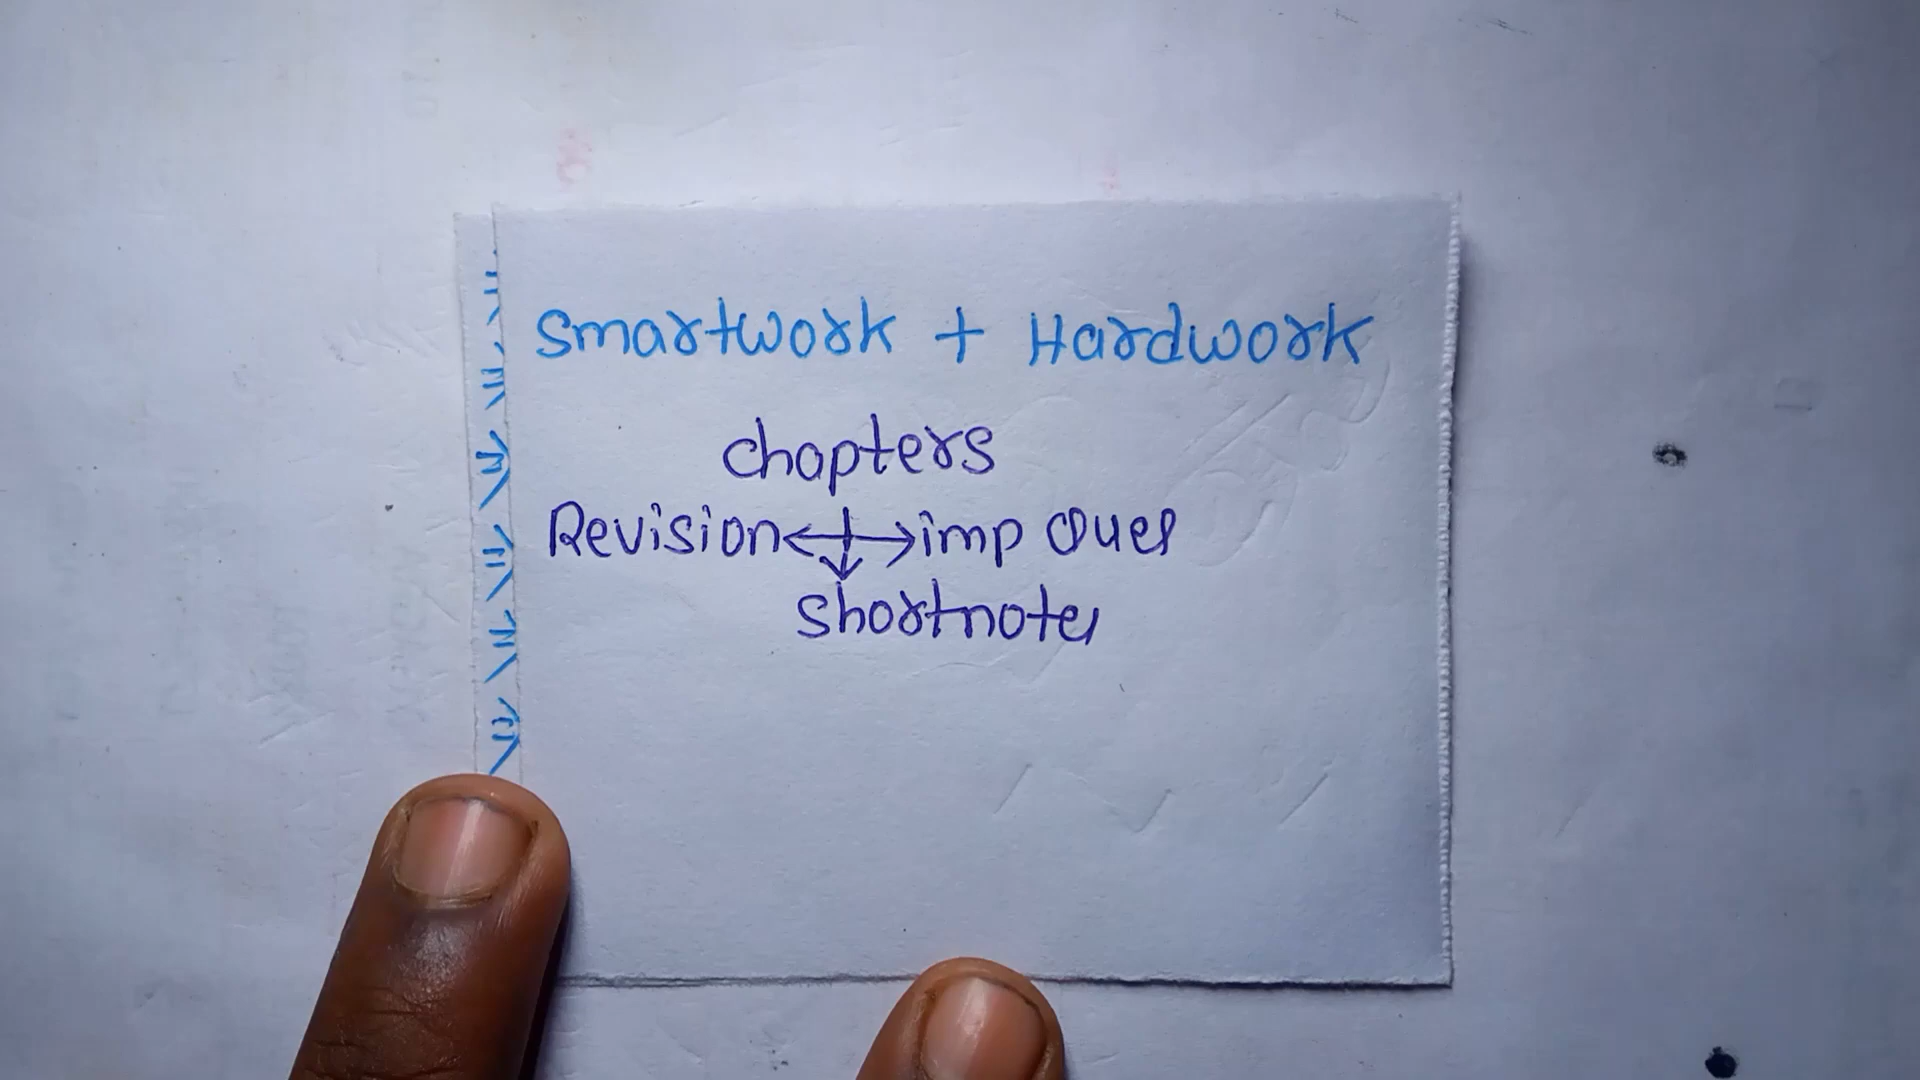 Smartwork + Hardwork
chapters
Revision ← → imp Ques
↓
Shortnotes